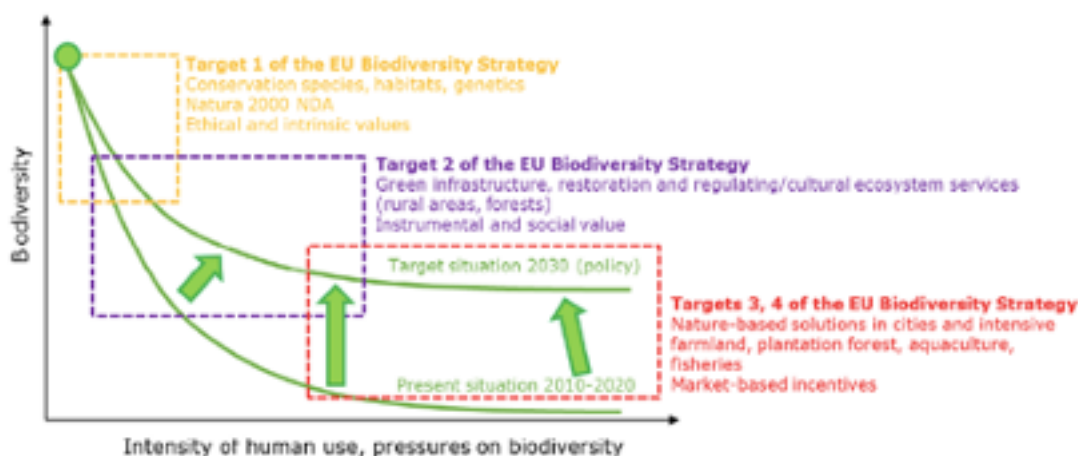 Target 1 of the EU Biodiversity Strategy
Conservation species, habitats, genetics
Natura 2000 NDA
Ethical and intrinsic values
Target 2 of the EU Biodiversity Strategy
Green infrastructure, restoration and regulating/cultural ecosystem services
(rural areas, forests)
Instrumental and social value
Biodiversity
Target situation 2030 (policy)
Targets 3, 4 of the EU Biodiversity Strategy
Nature-based solutions in cities and intensive
farmland, plantation forest, aquaculture,
fisheries
Market-based incentives
Present situation 2010-2020
Intensity of human use, pressures on biodiversity